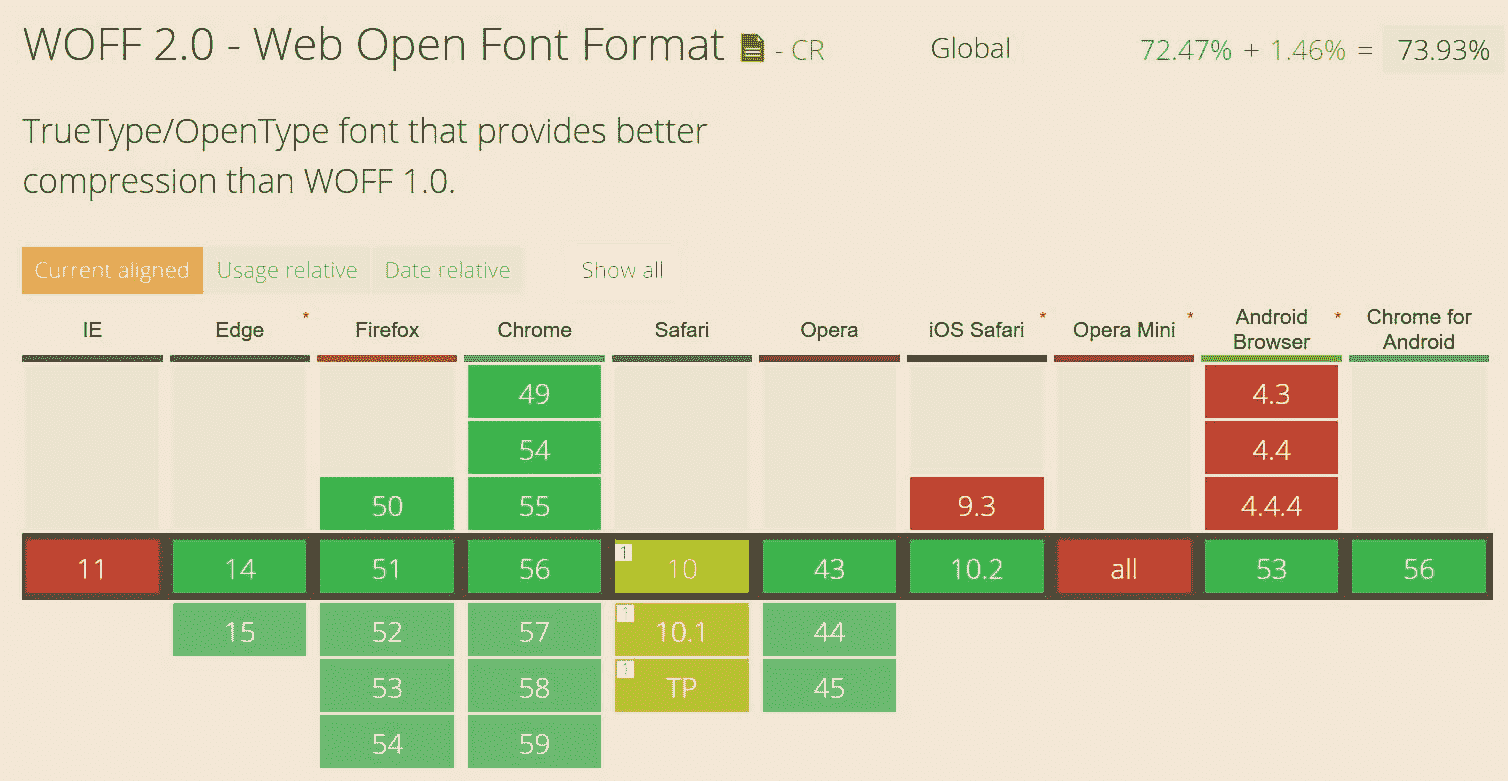 WOFF 2.0 - Web Open Font Format - CR Global 72.47% + 1.46% = 73.93%
TrueType/OpenType font that provides better
compression than WOFF 1.0.
Current aligned Usage relative Date relative Show all
IE Edge * Firefox Chrome Safari Opera iOS Safari * Opera Mini * Android Browser * Chrome for Android
49 4.3
54 4.4
50 55 9.3 4.4.4
11 14 51 56 1 10 43 10.2 all 53 56
15 52 57 1 10.1 44
53 58 1 TP 45
54 59